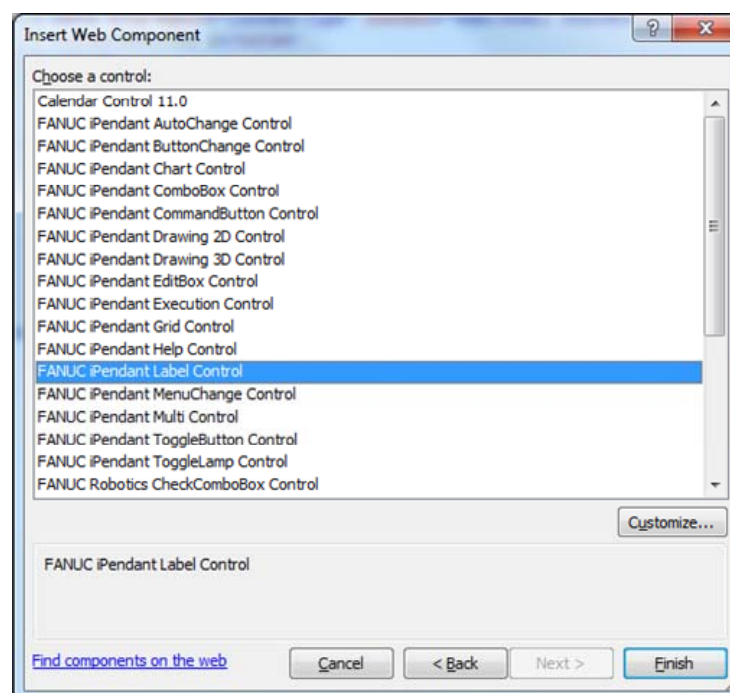 Insert Web Component
Choose a control:
Calendar Control 11.0
FANUC iPendant AutoChange Control
FANUC iPendant ButtonChange Control
FANUC iPendant Chart Control
FANUC iPendant ComboBox Control
FANUC iPendant CommandButton Control
FANUC iPendant Drawing 2D Control
FANUC iPendant Drawing 3D Control
FANUC iPendant EditBox Control
FANUC iPendant Execution Control
FANUC iPendant Grid Control
FANUC iPendant Help Control
FANUC iPendant Label Control
FANUC iPendant MenuChange Control
FANUC iPendant Multi Control
FANUC iPendant ToggleButton Control
FANUC iPendant ToggleLamp Control
FANUC Robotics CheckComboBox Control
Customize...
FANUC iPendant Label Control
Find components on the web
Cancel
< Back
Next >
Finish